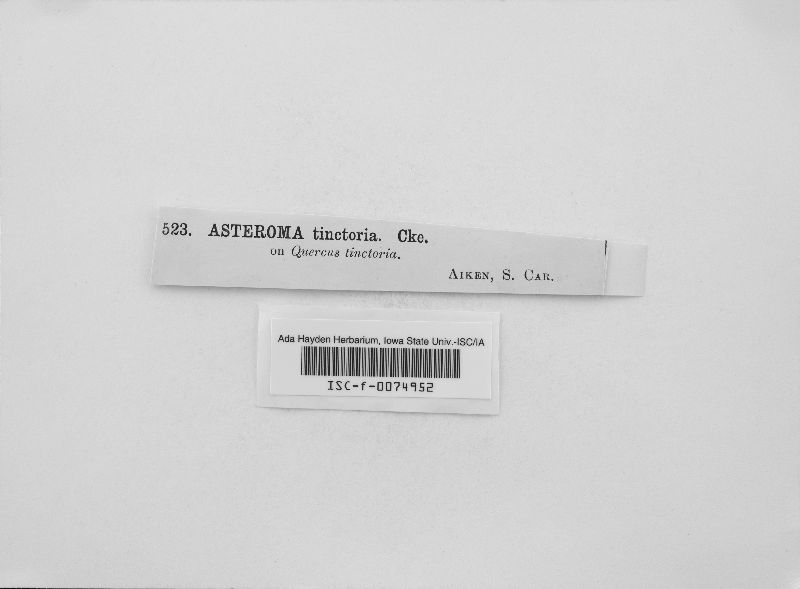 523. ASTEROMA tinctoria. Cke.
on Quercus tinctoria.
AIKEN, S. CAR.
Ada Hayden Herbarium, Iowa State Univ.-ISC/IA
ISC-f-0074952